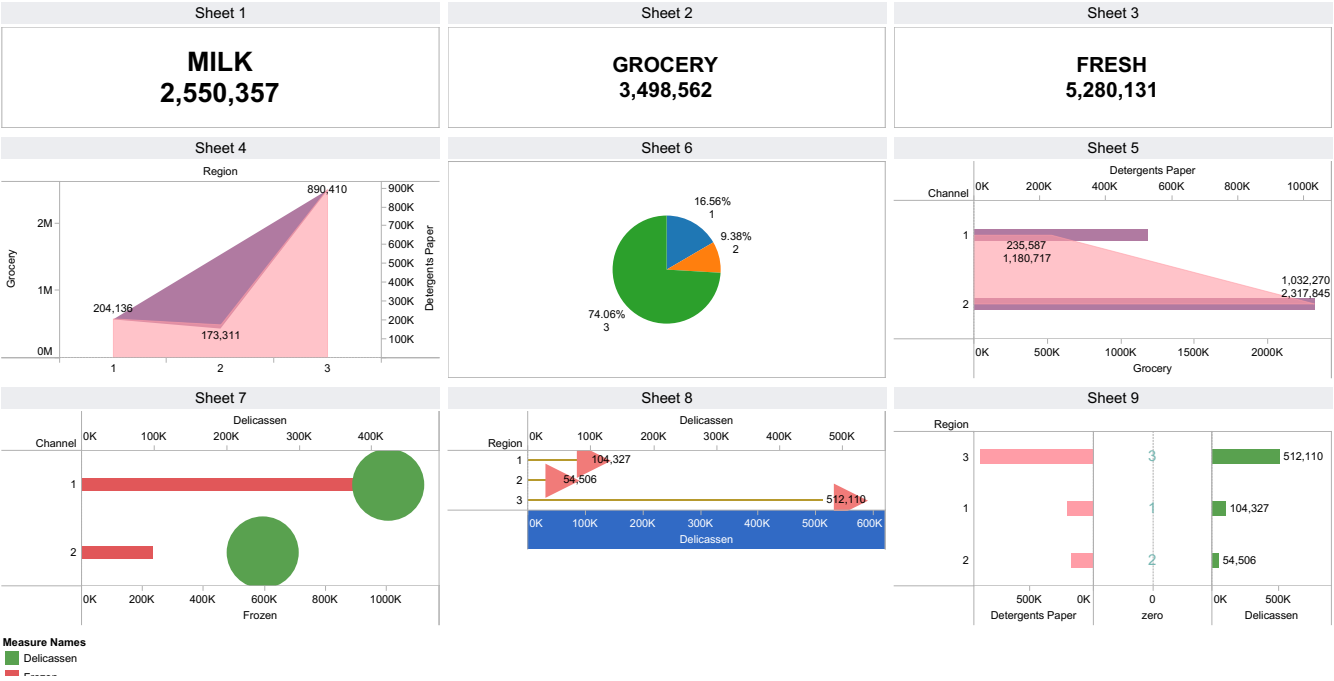 Sheet 1
MILK
2,550,357
Sheet 2
GROCERY
3,498,562
Sheet 3
FRESH
5,280,131
Sheet 4
Region
2M
1M
0M
Grocery
204,136
173,311
890,410
900K
800K
700K
600K
500K
400K
300K
200K
100K
Detergents Paper
1 2 3
Sheet 6
16.56%
1
9.38%
2
74.06%
3
Sheet 5
Detergents Paper
Channel 0K 200K 400K 600K 800K 1000K
1
235,587
1,180,717
1,032,270
2,317,845
2
0K 500K 1000K 1500K 2000K
Grocery
Sheet 7
Delicassen
Channel 0K 100K 200K 300K 400K
1
2
0K 200K 400K 600K 800K 1000K
Frozen
Sheet 8
Delicassen
Region 0K 100K 200K 300K 400K 500K
1 104,327
2 54,506
3 512,110
0K 100K 200K 300K 400K 500K 600K
Delicassen
Sheet 9
Region
3 3 512,110
1 1 104,327
2 2 54,506
500K 0K 0 0K 500K
Detergents Paper zero Delicassen
Measure Names
Delicassen